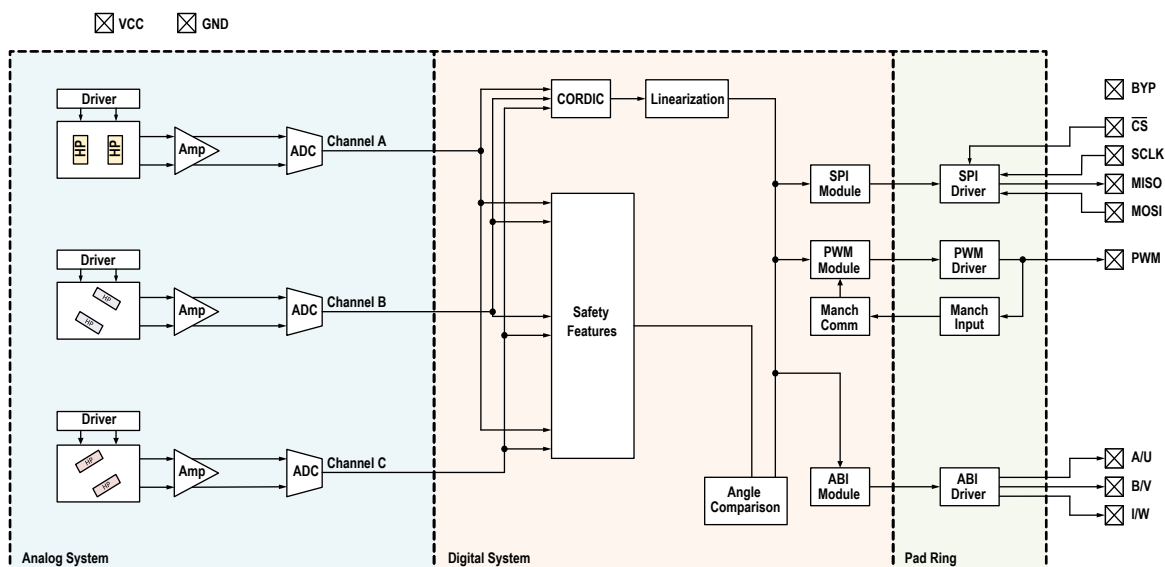 VCC
GND
Driver
HP
HP
Amp
ADC
Channel A
CORDIC
Linearization
BYP
CS
SCLK
SPI
Module
SPI
Driver
MISO
MOSI
Driver
HP
HP
Amp
ADC
Channel B
Safety
Features
PWM
Module
PWM
Driver
PWM
Manch
Comm
Manch
Input
Driver
HP
HP
Amp
ADC
Channel C
Angle
Comparison
ABI
Module
ABI
Driver
A/U
B/V
I/W
Analog System
Digital System
Pad Ring